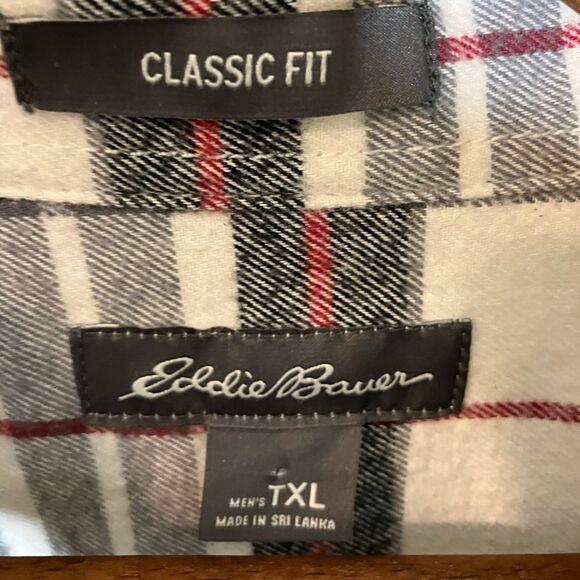 CLASSIC FIT
Eddie Bauer
MEN'S TXL
MADE IN SRI LANKA